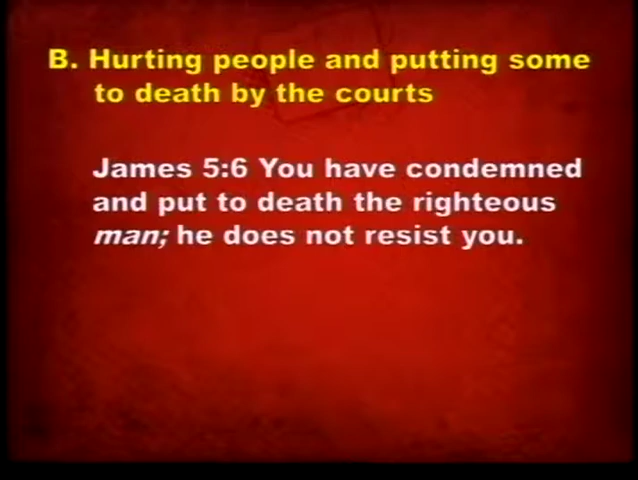 B. Hurting people and putting some
to death by the courts
James 5:6 You have condemned
and put to death the righteous
man; he does not resist you.